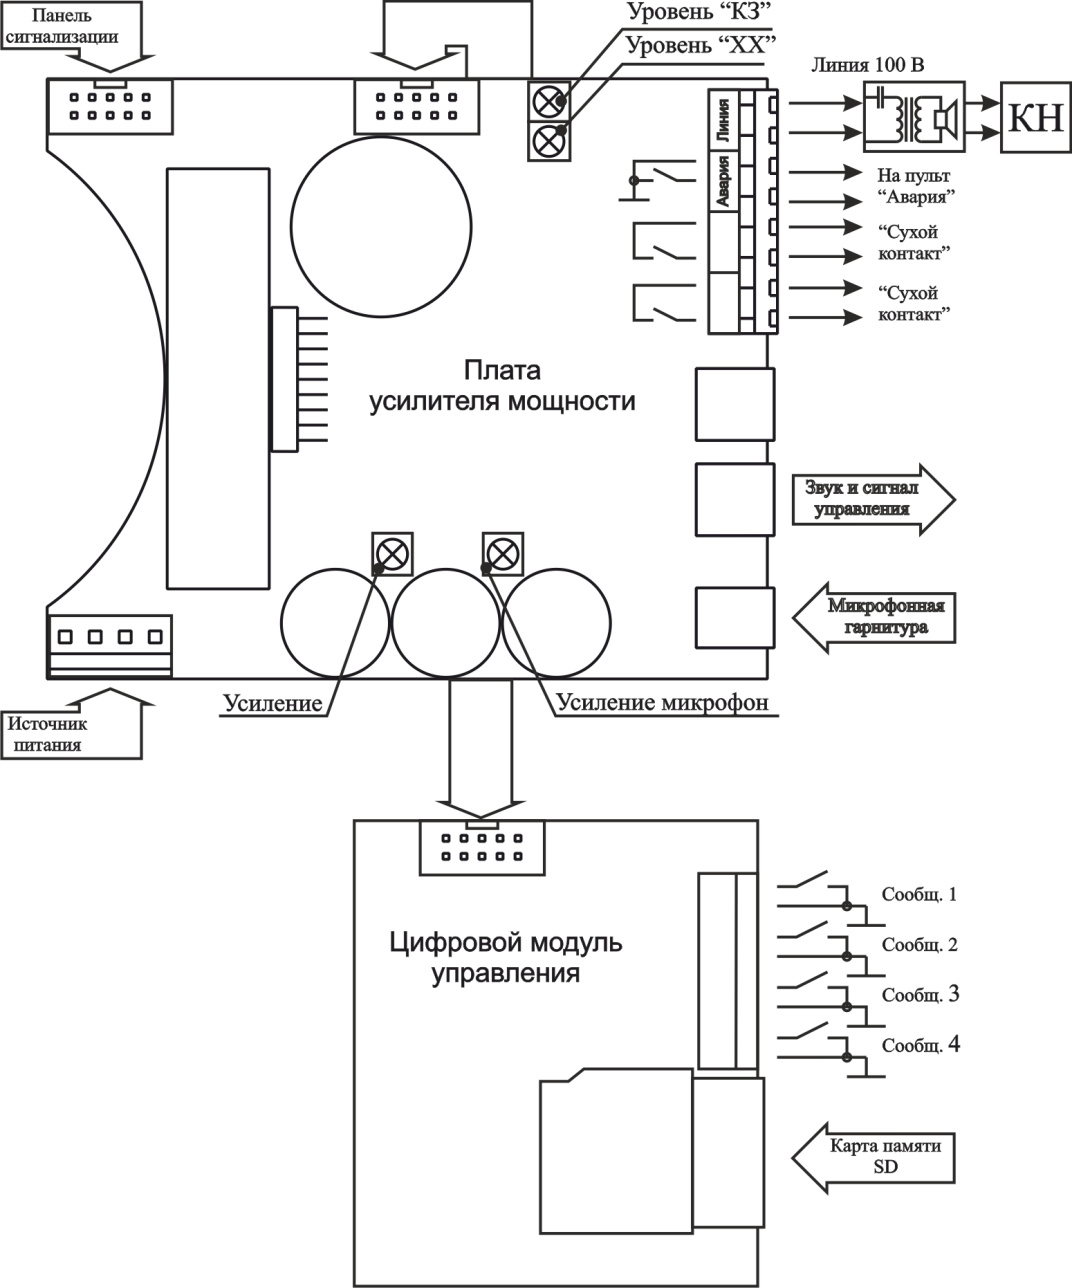 Панель
сигнализации
Уровень “КЗ”
Уровень “ХХ”
Линия 100 В
Линия
КН
Авария
На пульт
“Авария”
“Сухой
контакт”
“Сухой
контакт”
Плата
усилителя мощности
Звук и сигнал
управления
Микрофонная
гарнитура
Усиление
Усиление микрофон
Источник
питания
Цифровой модуль
управления
Сообщ. 1
Сообщ. 2
Сообщ. 3
Сообщ. 4
Карта памяти
SD